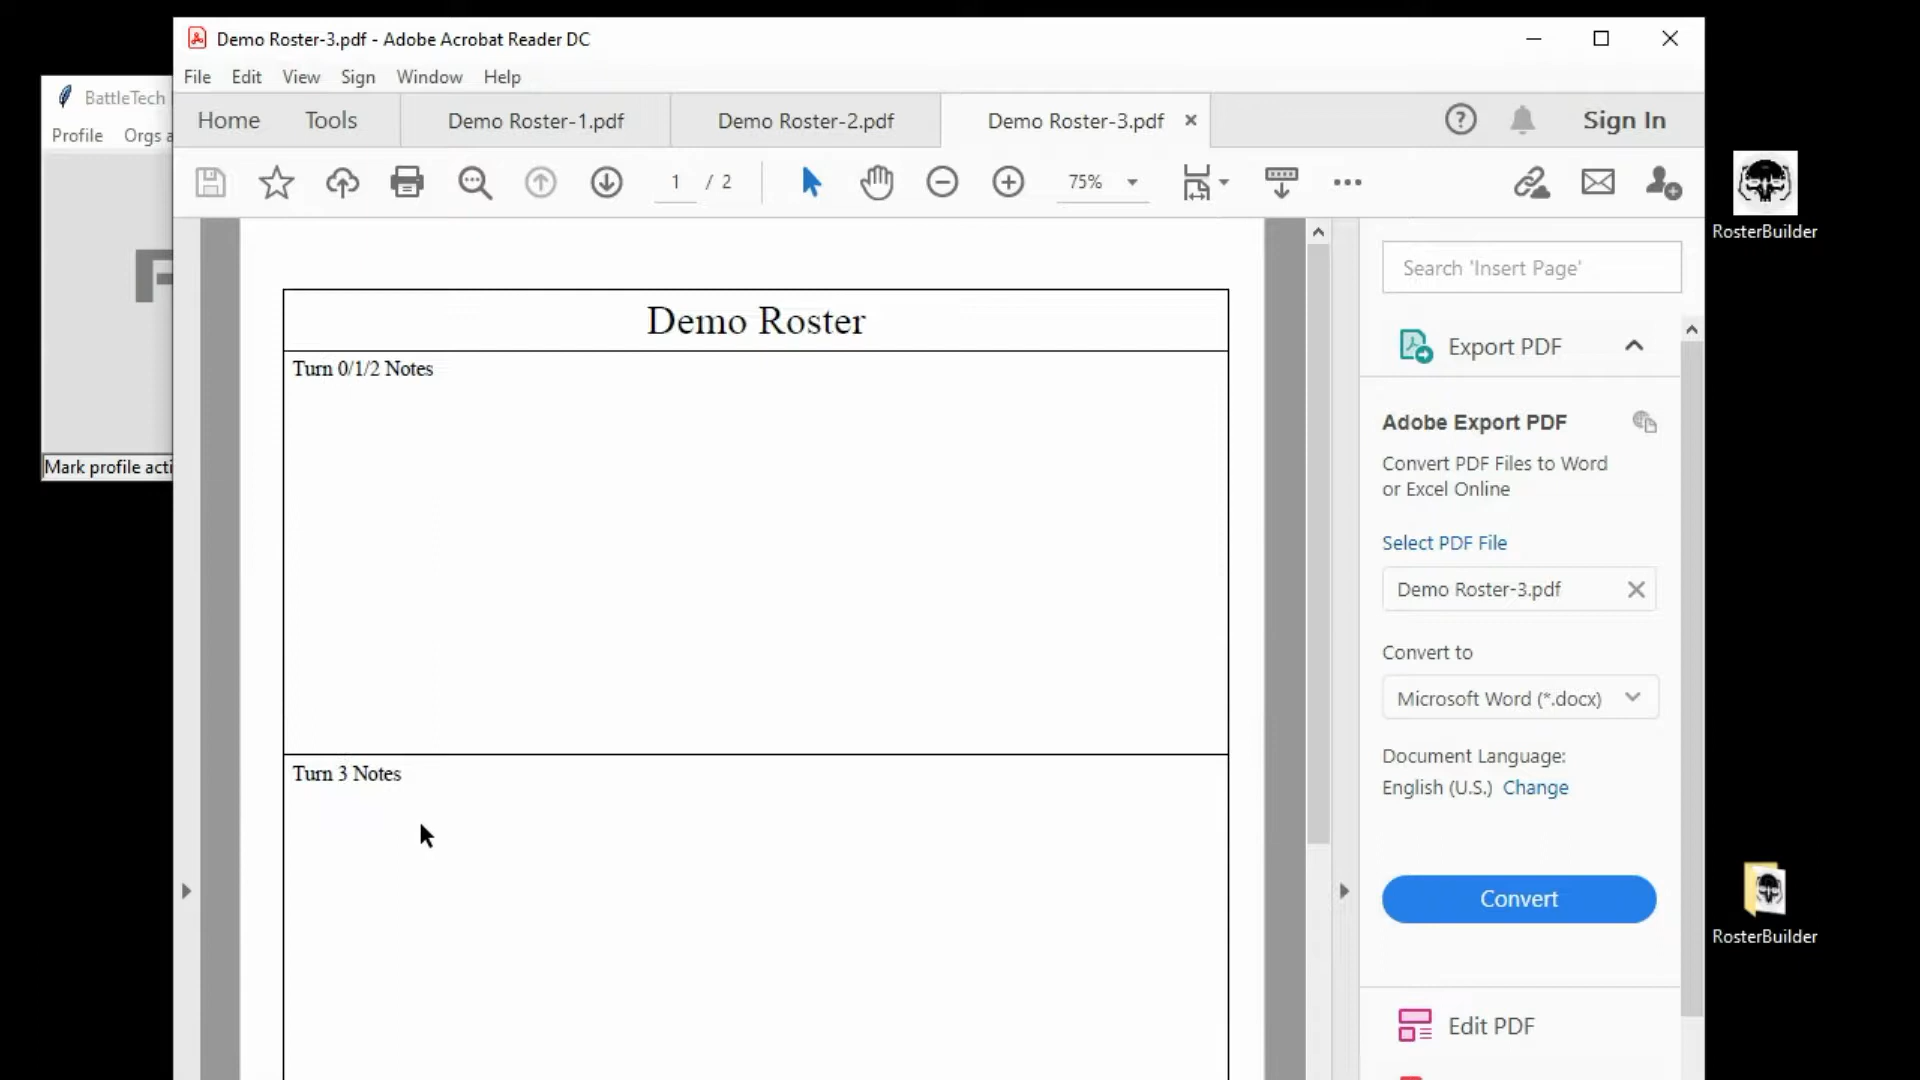 Demo Roster-3.pdf - Adobe Acrobat Reader DC
File Edit View Sign Window Help
BattleTech
Profile Orgs
Home Tools Demo Roster-1.pdf Demo Roster-2.pdf Demo Roster-3.pdf Sign In
1 / 2 75%
RosterBuilder
Demo Roster
Turn 0/1/2 Notes
Mark profile
Turn 3 Notes
Search 'Insert Page'
Export PDF
Adobe Export PDF
Convert PDF Files to Word
or Excel Online
Select PDF File
Demo Roster-3.pdf
Convert to
Microsoft Word (*.docx)
Document Language:
English (U.S.) Change
Convert
Edit PDF
RosterBuilder